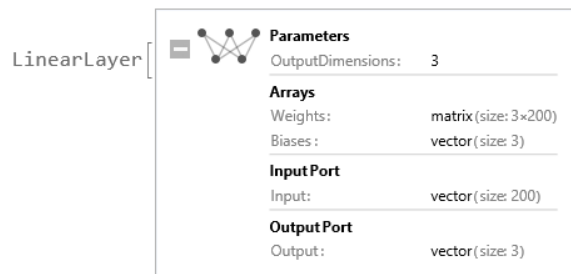 LinearLayer[
Parameters
OutputDimensions: 3
Arrays
Weights: matrix (size: 3×200)
Biases: vector (size: 3)
Input Port
Input: vector (size: 200)
Output Port
Output: vector (size: 3)